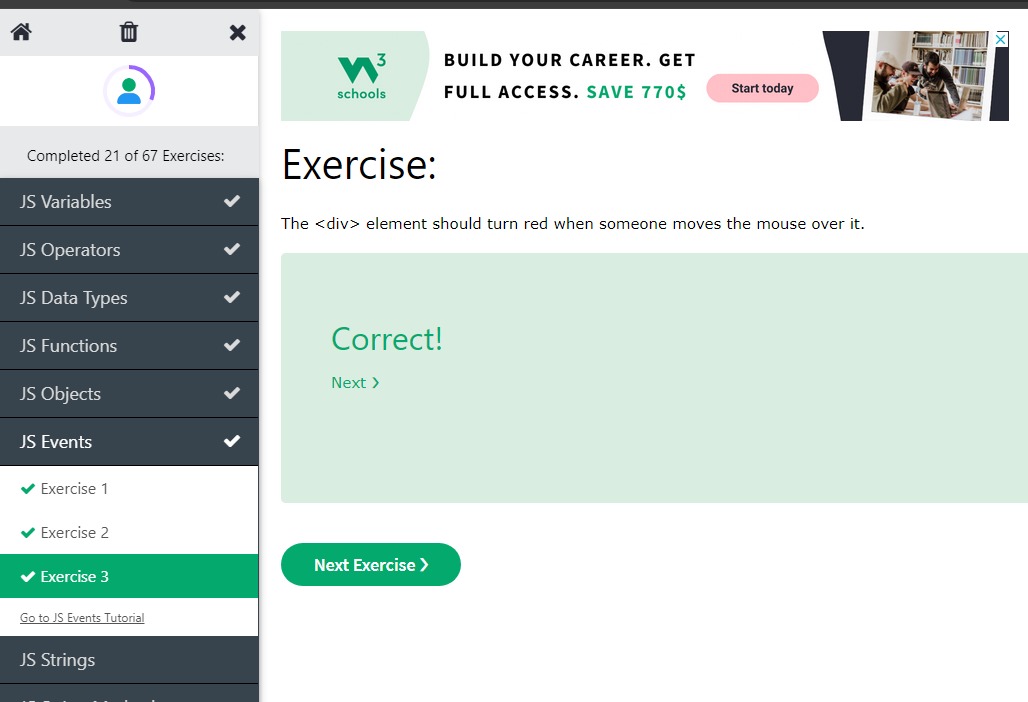 Completed 21 of 67 Exercises:
JS Variables
JS Operators
JS Data Types
JS Functions
JS Objects
JS Events
Exercise 1
Exercise 2
Exercise 3
Go to JS Events Tutorial
JS Strings
W3
schools
BUILD YOUR CAREER. GET
FULL ACCESS. SAVE 770$
Start today
Exercise:
The <div> element should turn red when someone moves the mouse over it.
Correct!
Next ❯
Next Exercise ❯